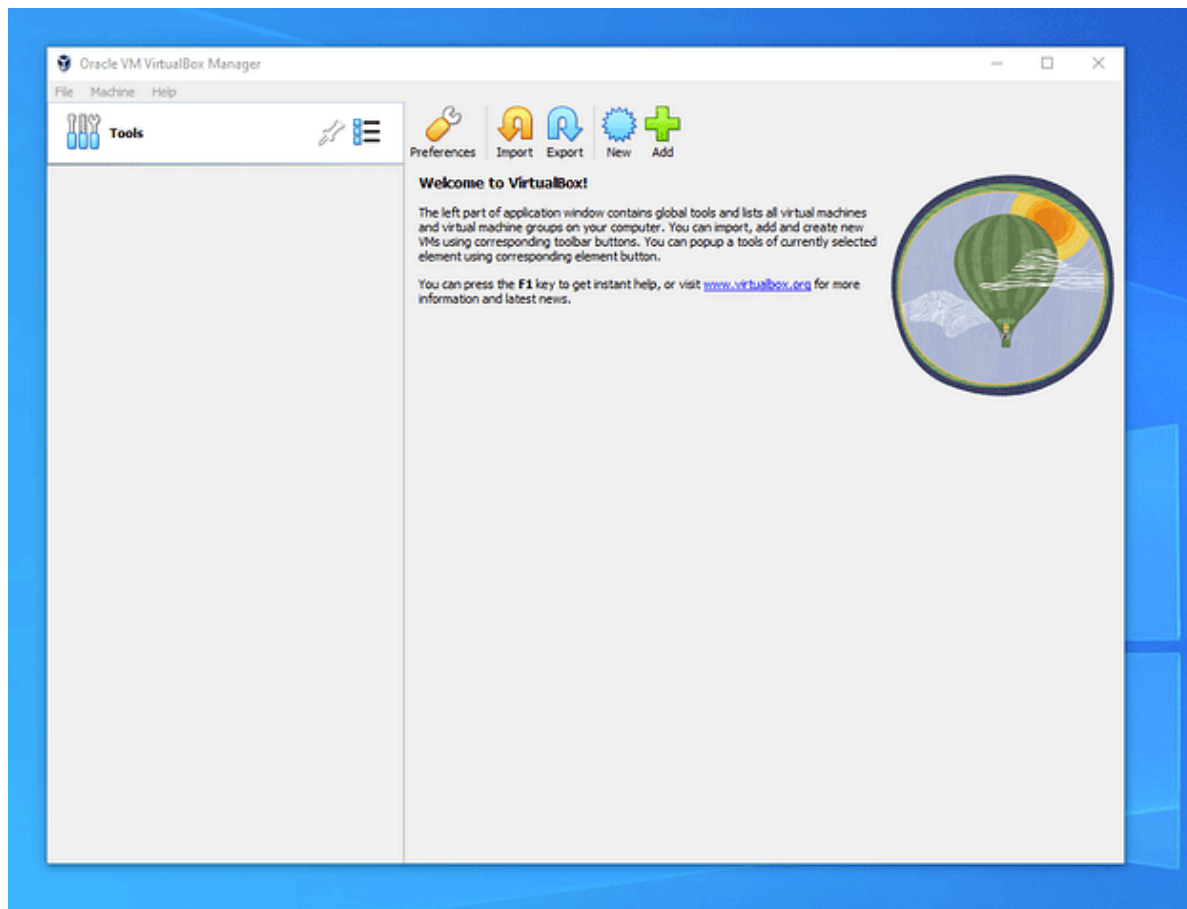 Oracle VM VirtualBox Manager
File Machine Help
Tools
Preferences Import Export New Add
Welcome to VirtualBox!
The left part of application window contains global tools and lists all virtual machines
and virtual machine groups on your computer. You can import, add and create new
VMs using corresponding toolbar buttons. You can popup a tools of currently selected
element using corresponding element button.
You can press the F1 key to get instant help, or visit www.virtualbox.org for more
information and latest news.